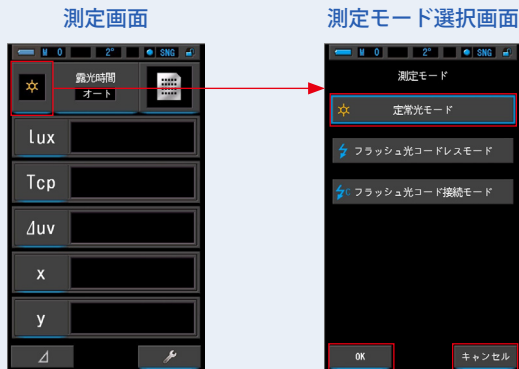 測定画面
M 0 2° SNG
露光時間
オート
lux
Tcp
⊿uv
x
y
⊿
測定モード選択画面
M 0 2° SNG
測定モード
定常光モード
フラッシュ光コードレスモード
C フラッシュ光コード接続モード
OK キャンセル